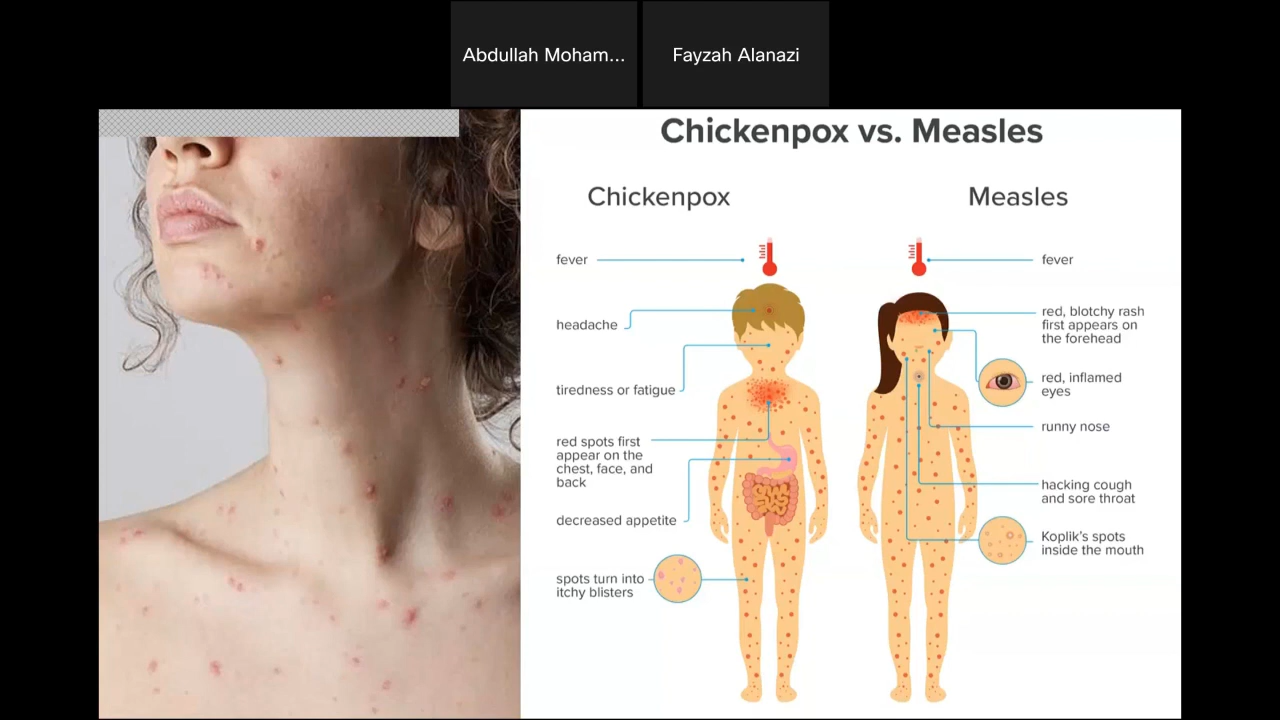 Abdullah Moham...
Fayzah Alanazi
Chickenpox vs. Measles
Chickenpox
fever
headache
tiredness or fatigue
red spots first
appear on the
chest, face, and
back
decreased appetite
spots turn into
itchy blisters
Measles
fever
red, blotchy rash
first appears on
the forehead
red, inflamed
eyes
runny nose
hacking cough
and sore throat
Koplik's spots
inside the mouth